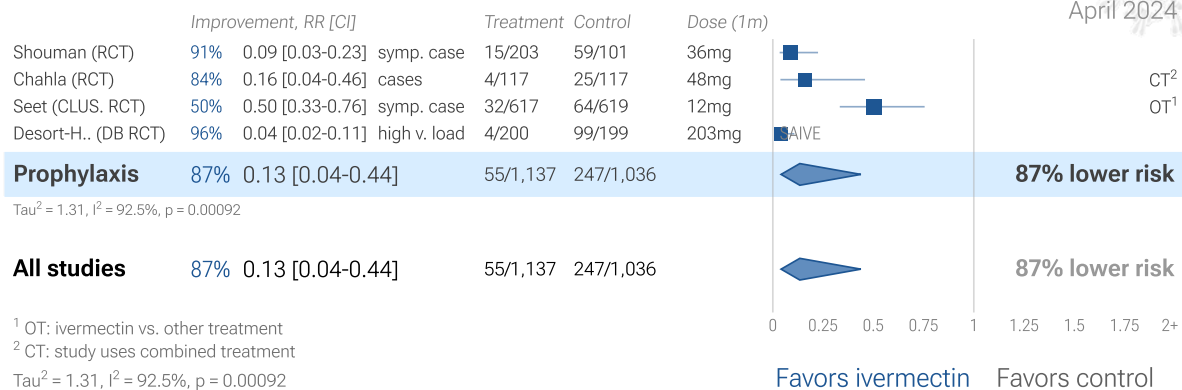 April 2024
Improvement, RR [CI] Treatment Control Dose (1m)
Shouman (RCT) 91% 0.09 [0.03-0.23] symp. case 15/203 59/101 36mg
Chahla (RCT) 84% 0.16 [0.04-0.46] cases 4/117 25/117 48mg CT²
Seet (CLUS. RCT) 50% 0.50 [0.33-0.76] symp. case 32/617 64/619 12mg OT¹
Desort-H.. (DB RCT) 96% 0.04 [0.02-0.11] high v. load 4/200 99/199 203mg SAIVE
Prophylaxis 87% 0.13 [0.04-0.44] 55/1,137 247/1,036 87% lower risk
Tau² = 1.31, I² = 92.5%, p = 0.00092
All studies 87% 0.13 [0.04-0.44] 55/1,137 247/1,036 87% lower risk
0 0.25 0.5 0.75 1 1.25 1.5 1.75 2+
¹ OT: ivermectin vs. other treatment
² CT: study uses combined treatment
Tau² = 1.31, I² = 92.5%, p = 0.00092 Favors ivermectin Favors control